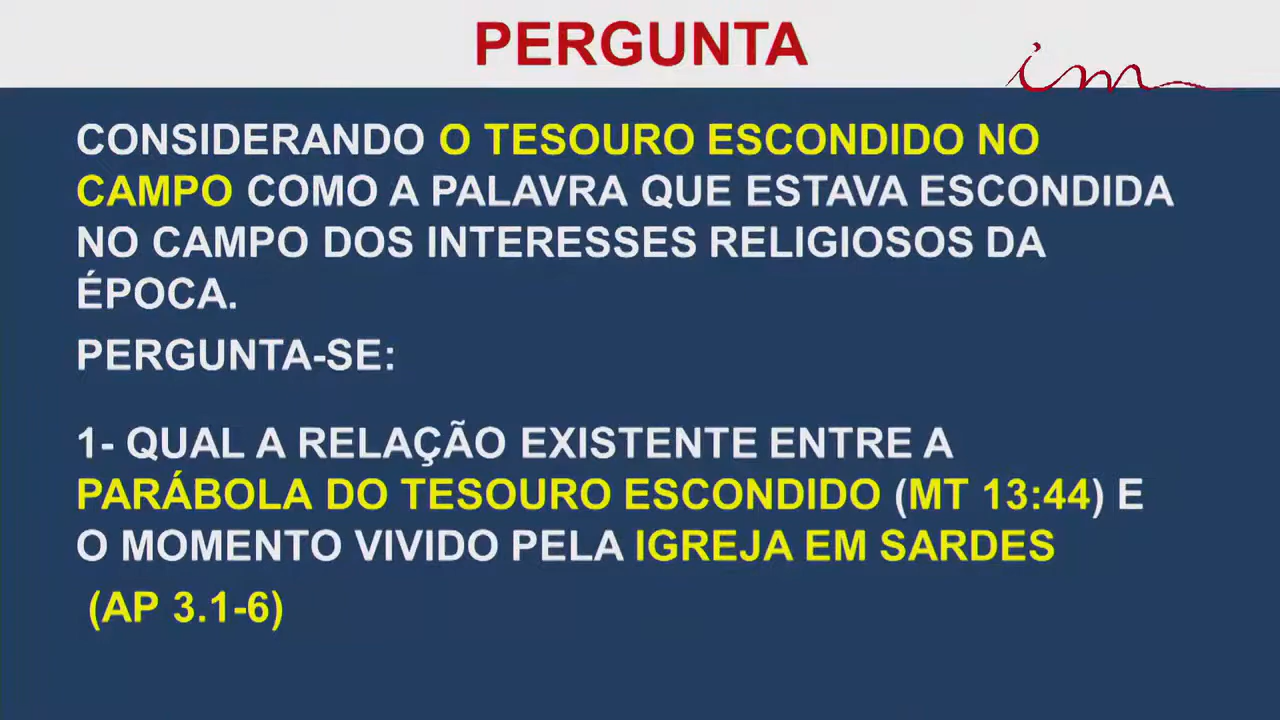 PERGUNTA
im
CONSIDERANDO O TESOURO ESCONDIDO NO
CAMPO COMO A PALAVRA QUE ESTAVA ESCONDIDA
NO CAMPO DOS INTERESSES RELIGIOSOS DA
ÉPOCA.
PERGUNTA-SE:
1- QUAL A RELAÇÃO EXISTENTE ENTRE A
PARÁBOLA DO TESOURO ESCONDIDO (MT 13:44) E
O MOMENTO VIVIDO PELA IGREJA EM SARDES
(AP 3.1-6)